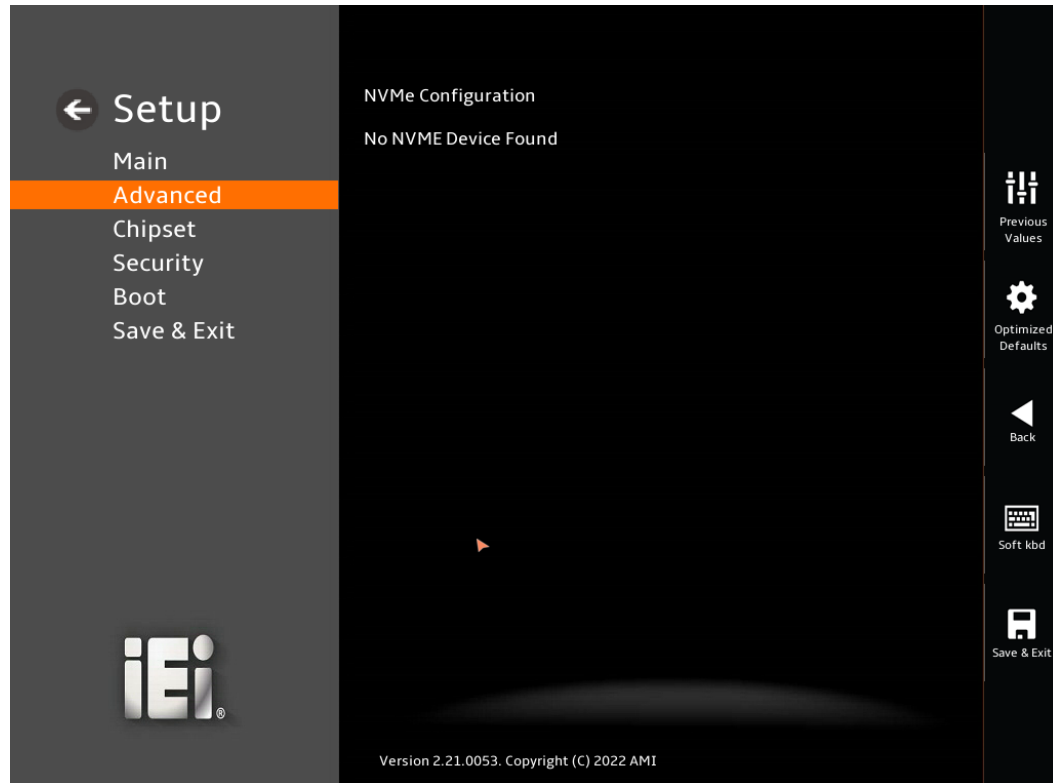 Setup
Main
Advanced
Chipset
Security
Boot
Save & Exit
iEi®
NVMe Configuration
No NVME Device Found
Version 2.21.0053. Copyright (C) 2022 AMI
Previous
Values
Optimized
Defaults
Back
Soft kbd
Save & Exit